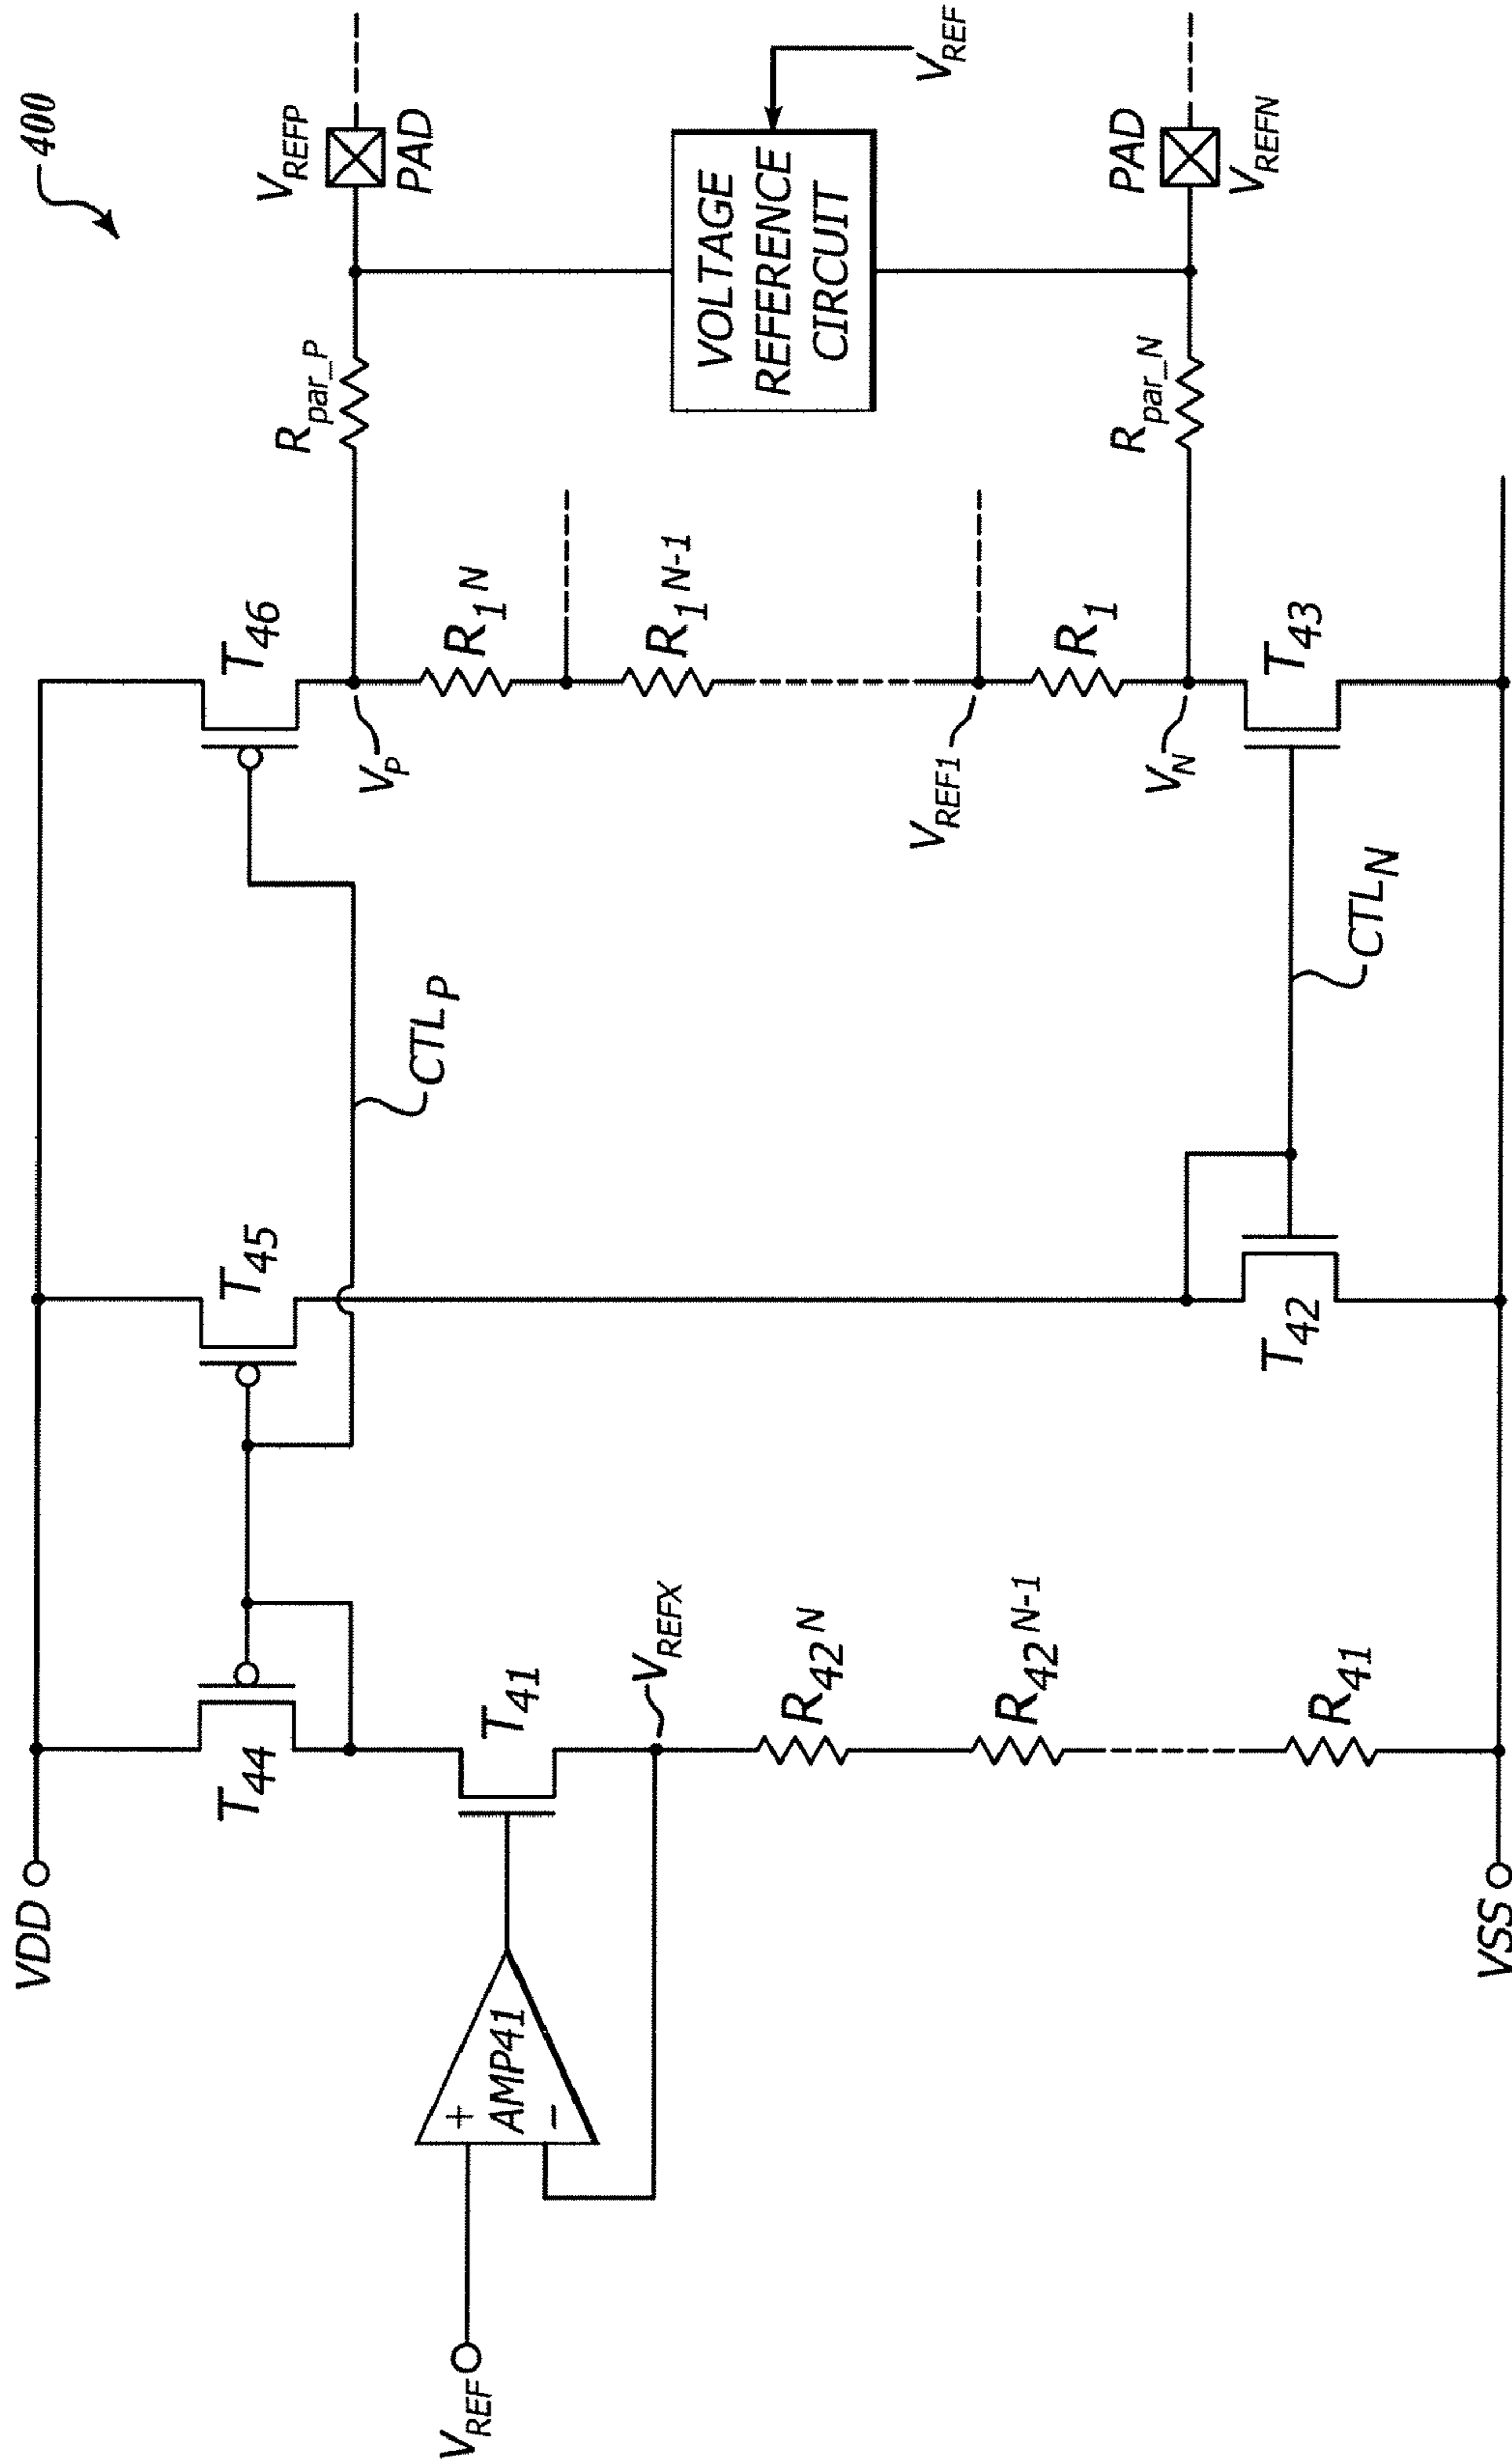 400
VDD
T44
T45
T46
VREFP
PAD
Rpar_P
VP
CTLP
VREF
AMP41
+
-
T41
VREFX
R42N
R42N-1
R41
R1N
R1N-1
VREF1
R1
VN
VOLTAGE
REFERENCE
CIRCUIT
VREF
Rpar_N
PAD
VREFN
T42
CTLN
T43
VSS